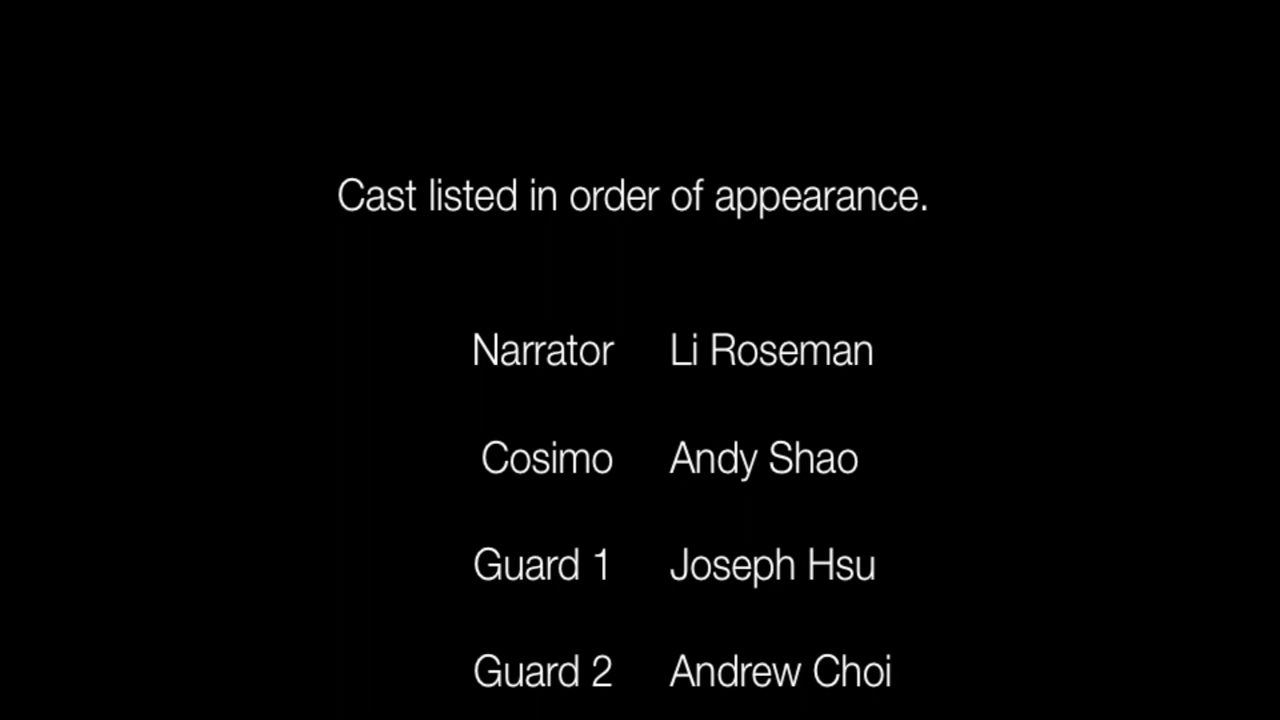 Cast listed in order of appearance.
Narrator Li Roseman
Cosimo Andy Shao
Guard 1 Joseph Hsu
Guard 2 Andrew Choi